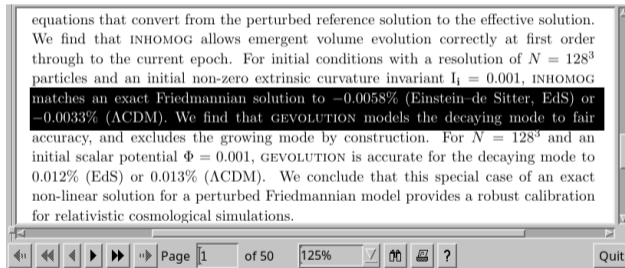 equations that convert from the perturbed reference solution to the effective solution.
We find that INHOMOG allows emergent volume evolution correctly at first order
through to the current epoch. For initial conditions with a resolution of N = 128³
particles and an initial non-zero extrinsic curvature invariant Iᵢ = 0.001, INHOMOG
matches an exact Friedmannian solution to −0.0058% (Einstein–de Sitter, EdS) or
−0.0033% (ΛCDM). We find that GEVOLUTION models the decaying mode to fair
accuracy, and excludes the growing mode by construction. For N = 128³ and an
initial scalar potential Φ = 0.001, GEVOLUTION is accurate for the decaying mode to
0.012% (EdS) or 0.013% (ΛCDM). We conclude that this special case of an exact
non-linear solution for a perturbed Friedmannian model provides a robust calibration
for relativistic cosmological simulations.
Page 1 of 50 125% ? Quit